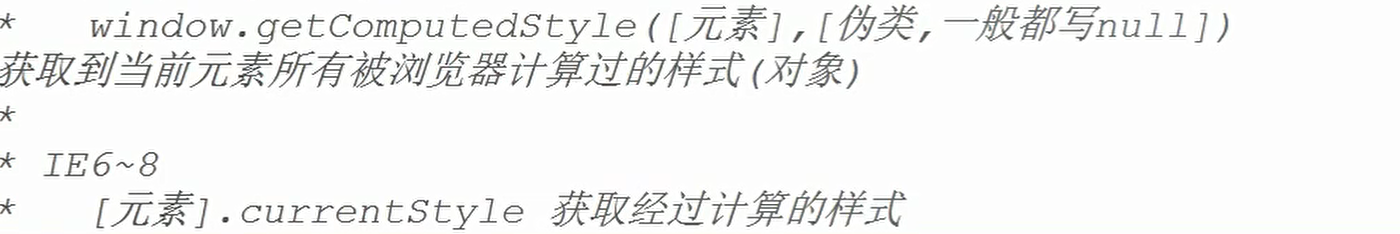 * window.getComputedStyle([元素],[伪类,一般都写null])
获取到当前元素所有被浏览器计算过的样式(对象)
*
* IE6~8
* [元素].currentStyle 获取经过计算的样式